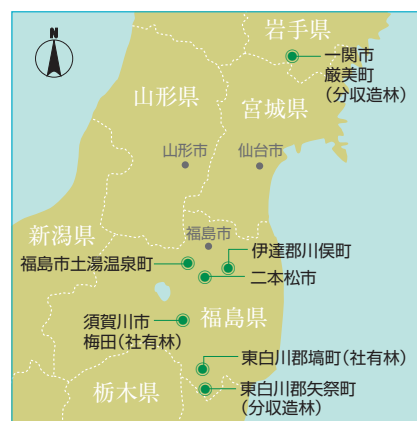 岩手県
N
一関市
厳美町
(分収造林)
山形県
宮城県
山形市
仙台市
新潟県
福島市
伊達郡川俣町
福島市土湯温泉町
二本松市
須賀川市
梅田(社有林)
福島県
東白川郡塙町(社有林)
栃木県
東白川郡矢祭町
(分収造林)